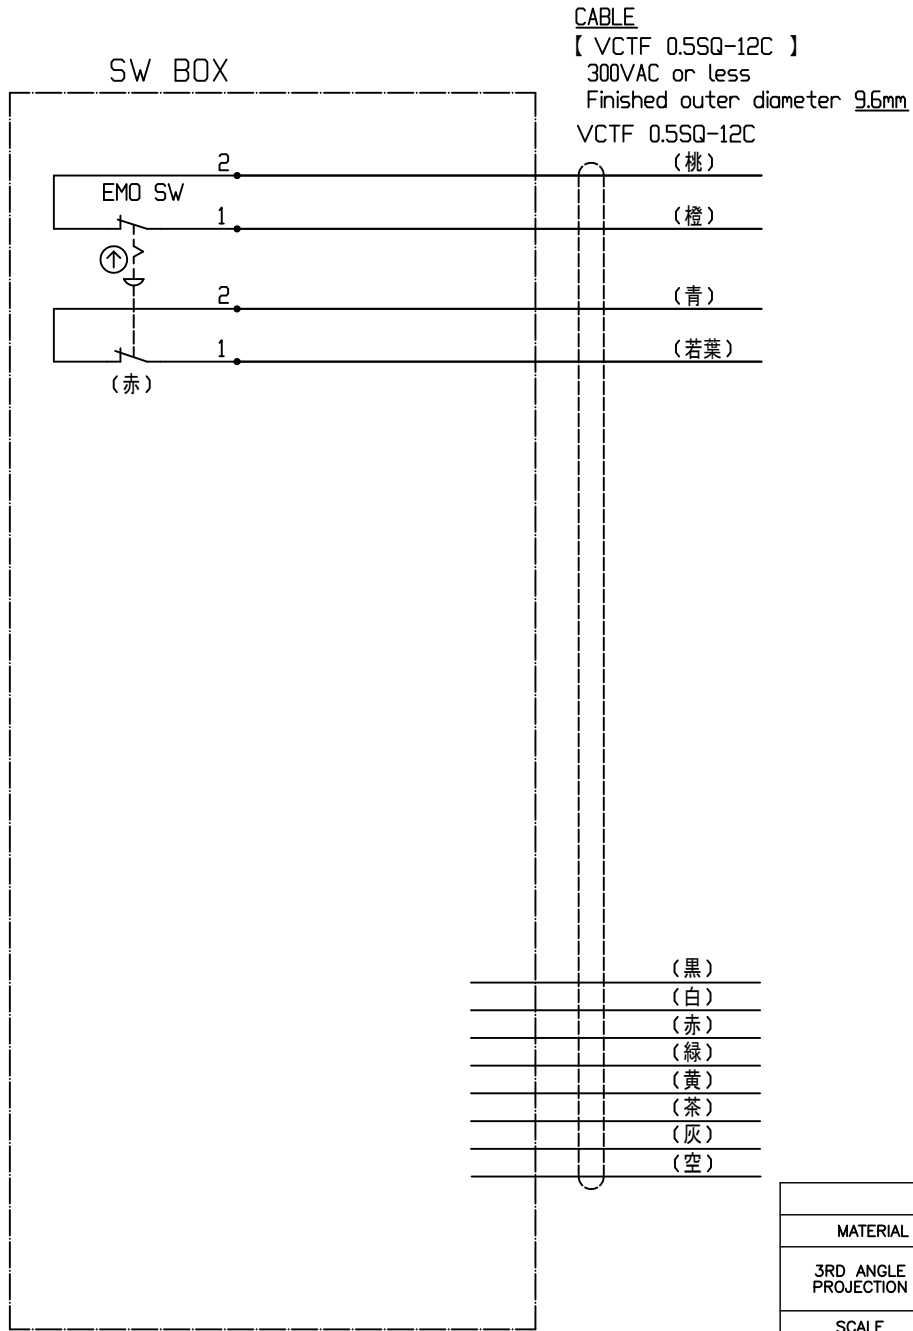 CABLE
【 VCTF 0.5SQ-12C 】
300VAC or less
Finished outer diameter 9.6mm
SW BOX
VCTF 0.5SQ-12C
2
(桃)
EMO SW
1
(橙)
2
(青)
1
(若葉)
(赤)
(黒)
(白)
(赤)
(緑)
(黄)
(茶)
(灰)
(空)
MATERIAL
3RD ANGLE
PROJECTION
SCALE